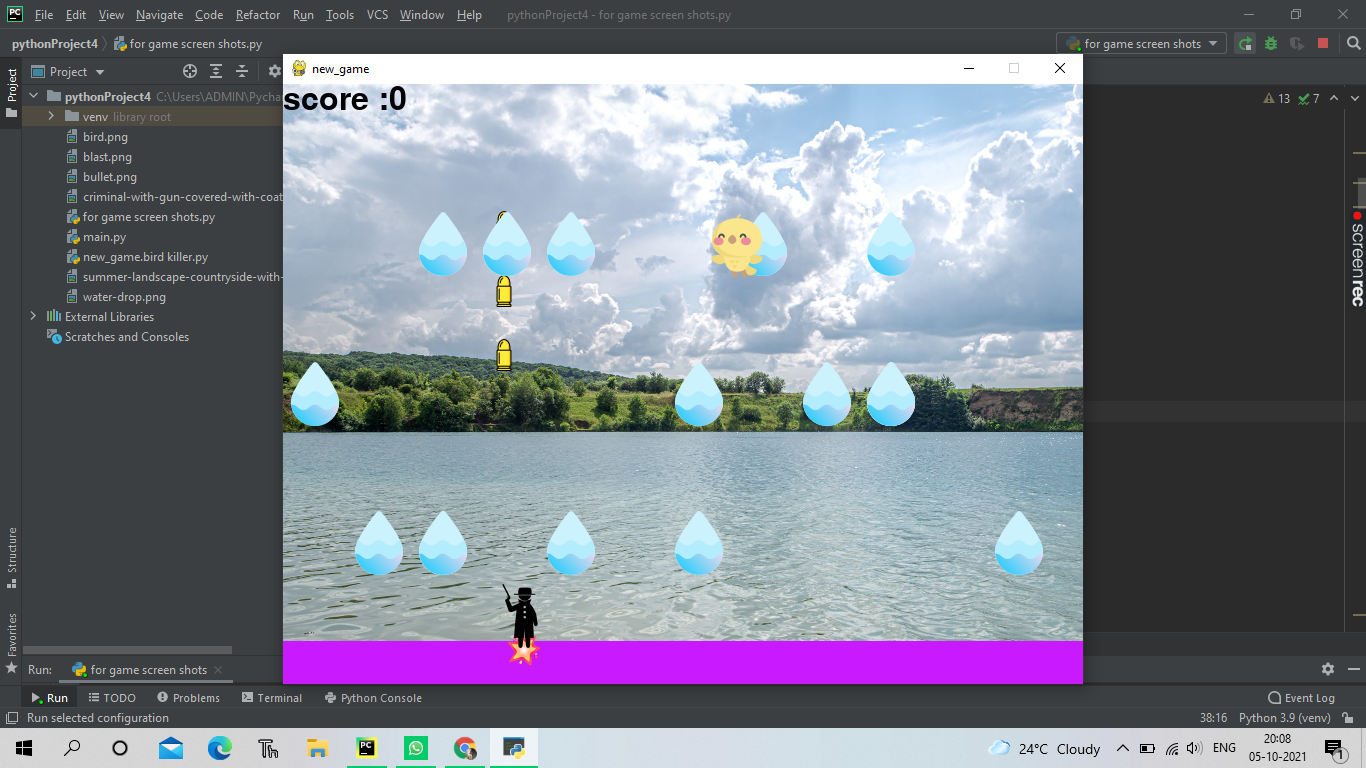 File Edit View Navigate Code Refactor Run Tools VCS Window Help pythonProject4 - for game screen shots.py
pythonProject4 for game screen shots.py for game screen shots
Project
Project
new_game
pythonProject4 C:\Users\ADMIN\Pycha
score :0
13 7
venv library root
bird.png
blast.png
bullet.png
criminal-with-gun-covered-with-coat
for game screen shots.py
main.py
new_game.bird killer.py
summer-landscape-countryside-with-
water-drop.png
External Libraries
Scratches and Consoles
screenrec
Structure
Favorites
Run: for game screen shots
Run TODO Problems Terminal Python Console Event Log
Run selected configuration 38:16 Python 3.9 (venv)
PC
24°C Cloudy ENG 20:08
05-10-2021
1